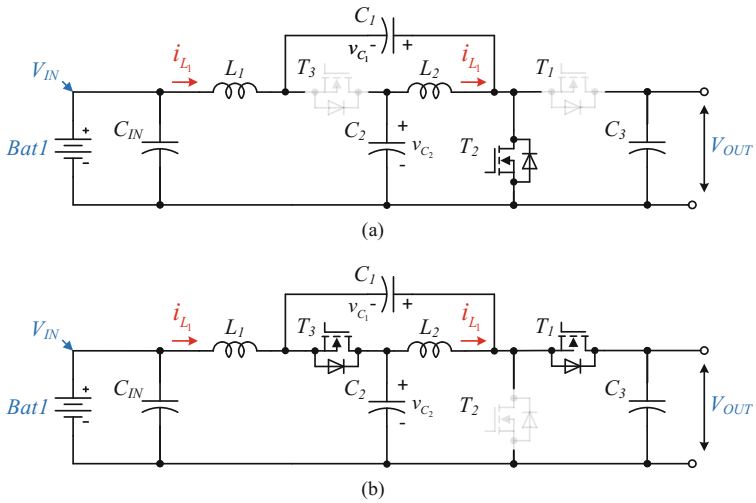 C1
vC1 - +
iL1 L1 T3 L2 iL1 T1
VIN
Bat1 + - CIN C2 + - vC2 T2 C3 VOUT
(a)
C1
vC1 - +
iL1 L1 T3 L2 iL1 T1
VIN
Bat1 + - CIN C2 + - vC2 T2 C3 VOUT
(b)